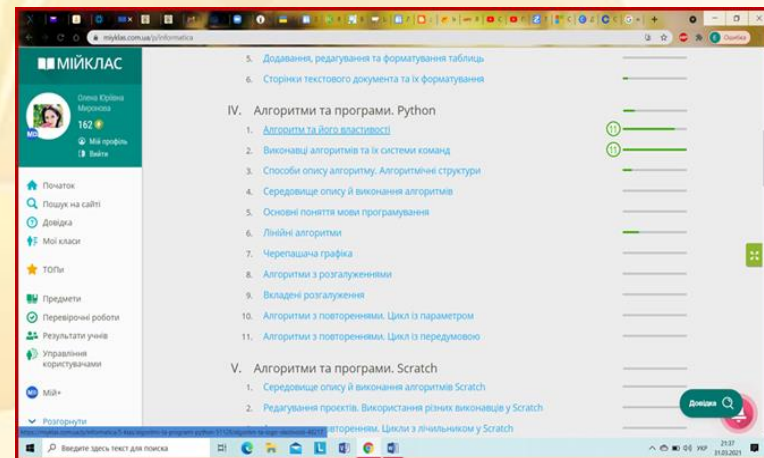 miyklas.com.ua/p/informatica
Ошибка
МІЙКЛАС
Олена Юріївна
Миронова
162
Мій профіль
Вийти
Початок
Пошук на сайті
Довідка
Мої класи
ТОПи
Предмети
Перевірочні роботи
Результати учнів
Управління
користувачами
Мій+
Розгорнути
5. Додавання, редагування та форматування таблиць
6. Сторінки текстового документа та їх форматування
IV. Алгоритми та програми. Python
1. Алгоритм та його властивості
11
2. Виконавці алгоритмів та їх системи команд
11
3. Способи опису алгоритму. Алгоритмічні структури
4. Середовище опису й виконання алгоритмів
5. Основні поняття мови програмування
6. Лінійні алгоритми
7. Черепашача графіка
8. Алгоритми з розгалуженнями
9. Вкладені розгалуження
10. Алгоритми з повтореннями. Цикл із параметром
11. Алгоритми з повтореннями. Цикл із передумовою
V. Алгоритми та програми. Scratch
1. Середовище опису й виконання алгоритмів Scratch
2. Редагування проєктів. Використання різних виконавців у Scratch
вторенням. Цикли з лічильником у Scratch
Довідка
Введите здесь текст для поиска
УКР
21:37
31.03.2021